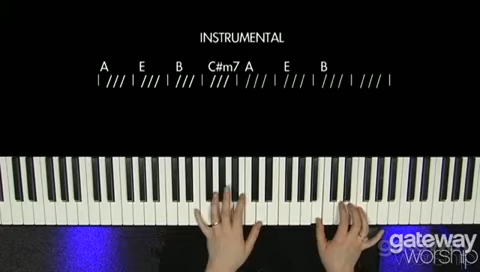 INSTRUMENTAL
A E B C#m7 A E B
| /// | /// | /// | /// | /// | /// | /// | /// |
gateway
worship